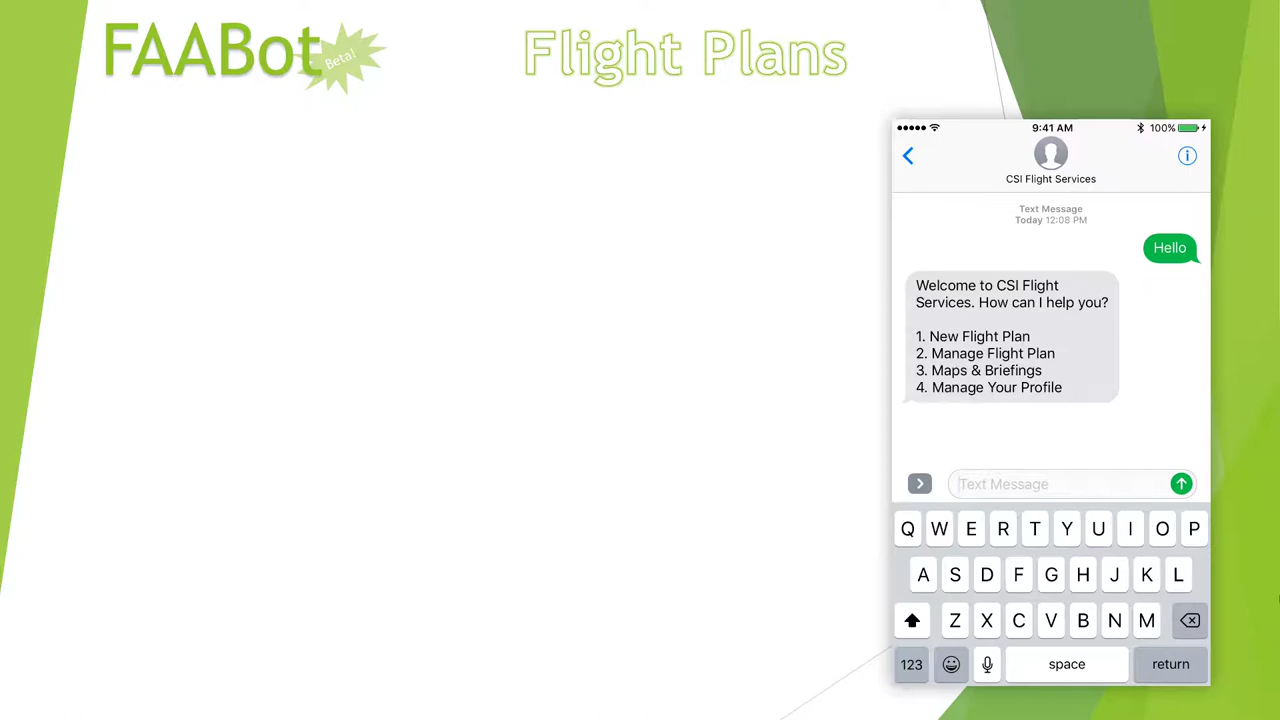 FAABot
Beta!
Flight Plans
9:41 AM
100%
CSI Flight Services
Text Message
Today 12:08 PM
Hello
Welcome to CSI Flight
Services. How can I help you?
1. New Flight Plan
2. Manage Flight Plan
3. Maps & Briefings
4. Manage Your Profile
Text Message
Q W E R T Y U I O P
A S D F G H J K L
Z X C V B N M
123 space return